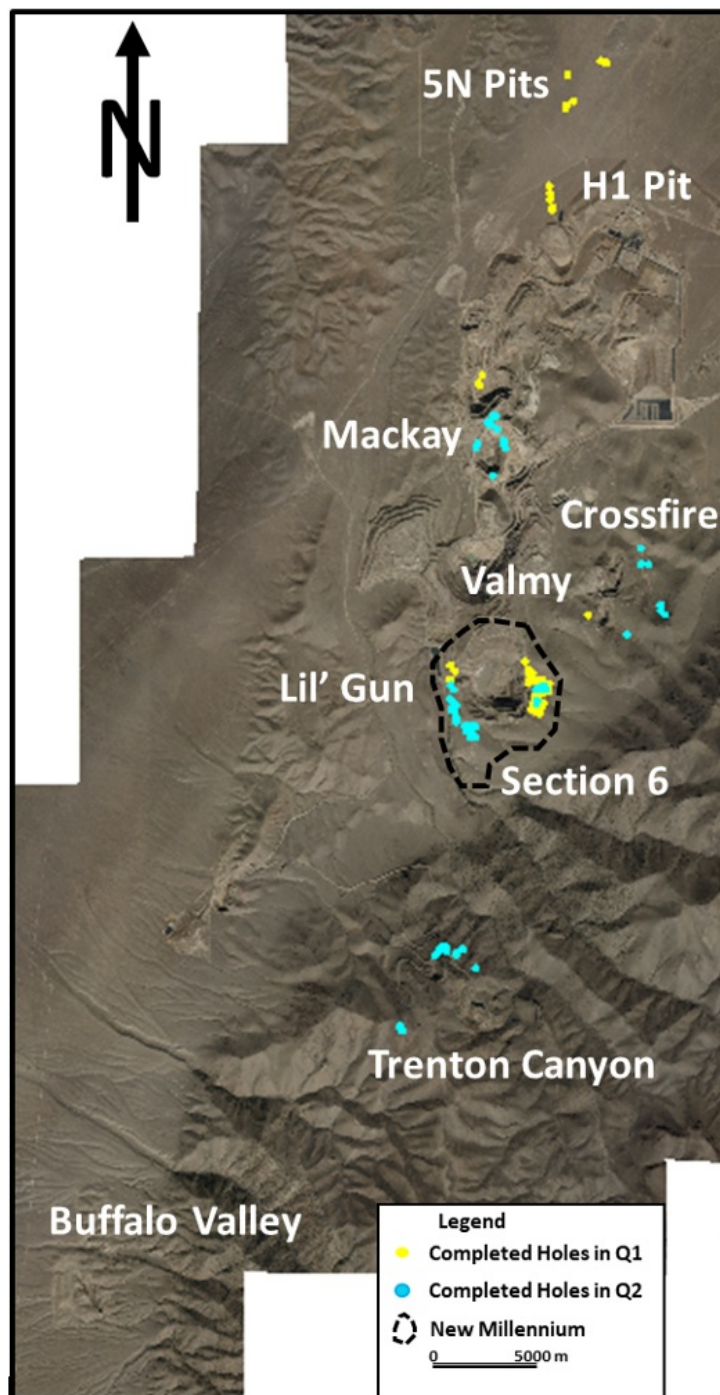 N
5N Pits
H1 Pit
Mackay
Crossfire
Valmy
Lil’ Gun
Section 6
Trenton Canyon
Buffalo Valley
Legend
Completed Holes in Q1
Completed Holes in Q2
New Millennium
0 5000 m